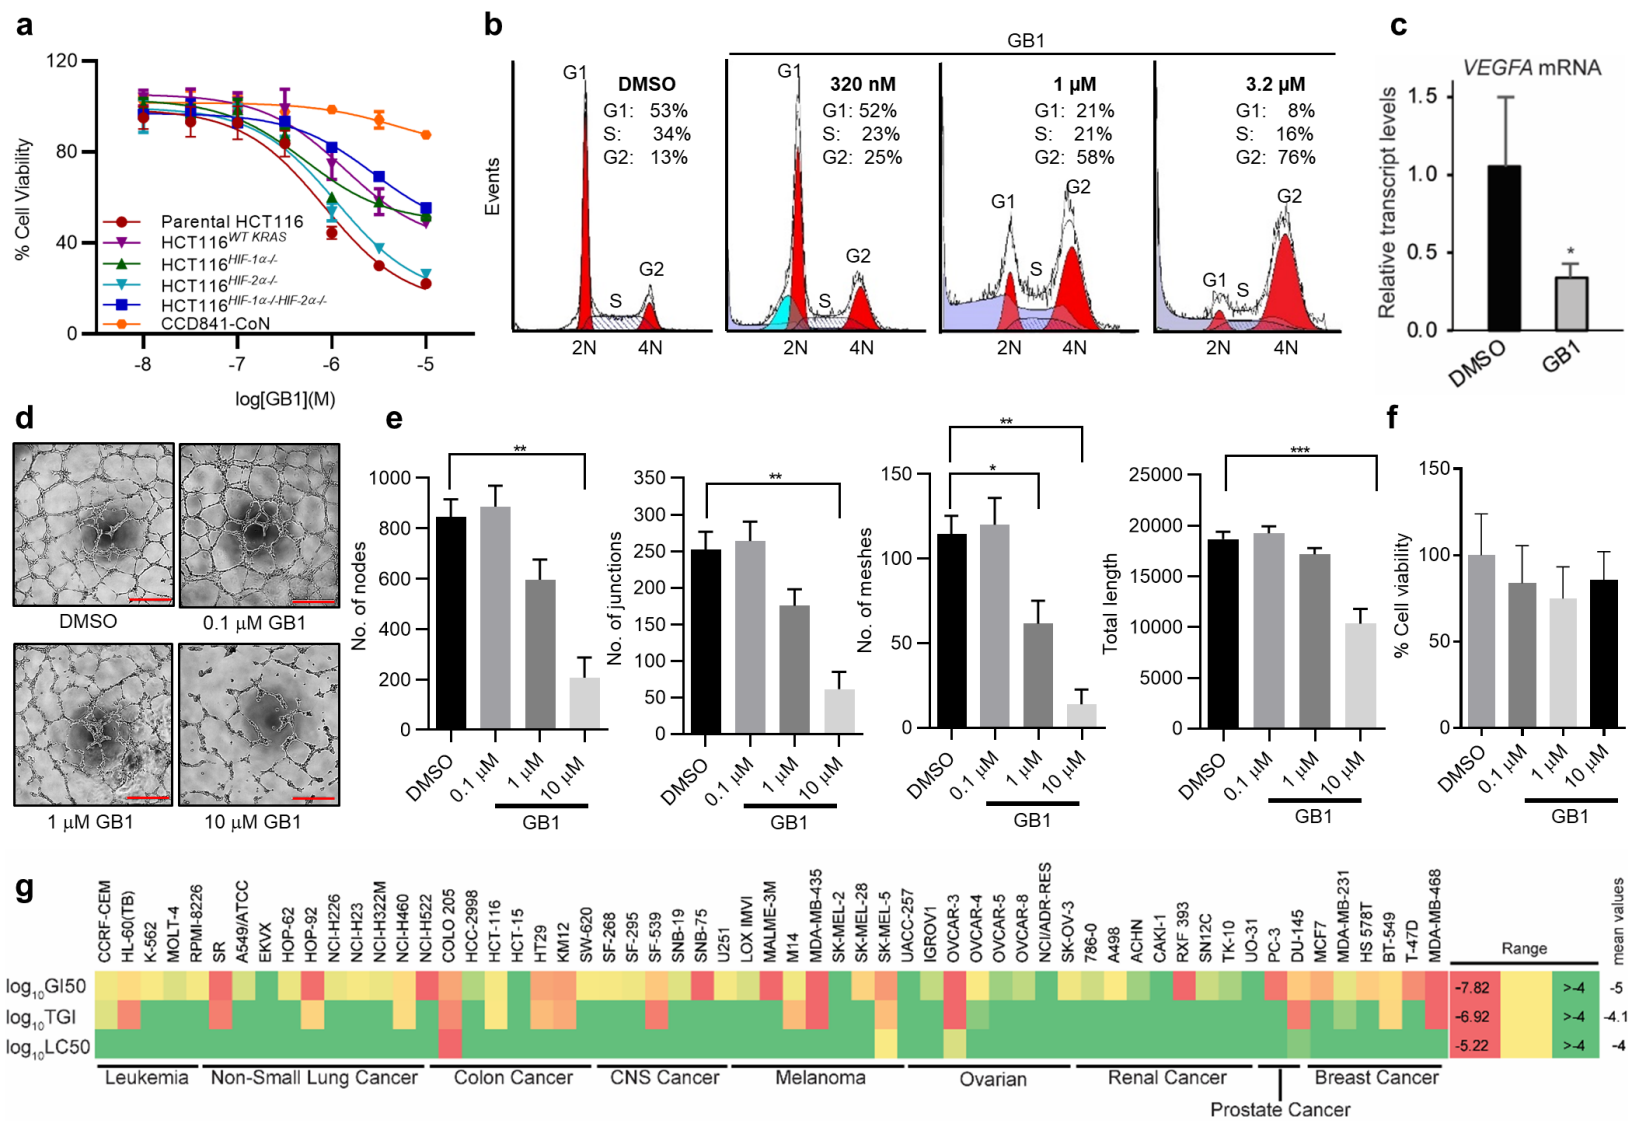 a
120
80
40
0
% Cell Viability
-8
-7
-6
-5
log[GB1](M)
Parental HCT116
HCT116WT KRAS
HCT116HIF-1α-/-
HCT116HIF-2α-/-
HCT116HIF-1α-/-HIF-2α-/-
CCD841-CoN
b
GB1
Events
G1
DMSO
G1: 53%
S: 34%
G2: 13%
S
G2
2N
4N
G1
320 nM
G1: 52%
S: 23%
G2: 25%
S
G2
2N
4N
1 µM
G1: 21%
S: 21%
G2: 58%
G1
S
G2
2N
4N
3.2 µM
G1: 8%
S: 16%
G2: 76%
G1
S
G2
2N
4N
c
VEGFA mRNA
Relative transcript levels
1.5
1.0
0.5
0.0
*
DMSO
GB1
d
DMSO
0.1 µM GB1
1 µM GB1
10 µM GB1
e
No. of nodes
1000
800
600
400
200
0
**
DMSO
0.1 µM
1 µM
10 µM
GB1
No. of junctions
350
300
250
200
150
100
50
0
**
DMSO
0.1 µM
1 µM
10 µM
GB1
No. of meshes
150
100
50
0
**
*
DMSO
0.1 µM
1 µM
10 µM
GB1
Total length
25000
20000
15000
10000
5000
0
***
DMSO
0.1 µM
1 µM
10 µM
GB1
f
% Cell viability
150
100
50
0
DMSO
0.1 µM
1 µM
10 µM
GB1
g
CCRF-CEM
HL-60(TB)
K-562
MOLT-4
RPMI-8226
SR
A549/ATCC
EKVX
HOP-62
HOP-92
NCI-H226
NCI-H23
NCI-H322M
NCI-H460
NCI-H522
COLO 205
HCC-2998
HCT-116
HCT-15
HT29
KM12
SW-620
SF-268
SF-295
SF-539
SNB-19
SNB-75
U251
LOX IMVI
MALME-3M
M14
MDA-MB-435
SK-MEL-2
SK-MEL-28
SK-MEL-5
UACC-257
IGROV1
OVCAR-3
OVCAR-4
OVCAR-5
OVCAR-8
NCI/ADR-RES
SK-OV-3
786-0
A498
ACHN
CAKI-1
RXF 393
SN12C
TK-10
UO-31
PC-3
DU-145
MCF7
MDA-MB-231
HS 578T
BT-549
T-47D
MDA-MB-468
Range
mean values
log10GI50
-7.82
>-4
-5
log10TGI
-6.92
>-4
-4.1
log10LC50
-5.22
>-4
-4
Leukemia
Non-Small Lung Cancer
Colon Cancer
CNS Cancer
Melanoma
Ovarian
Renal Cancer
Prostate Cancer
Breast Cancer